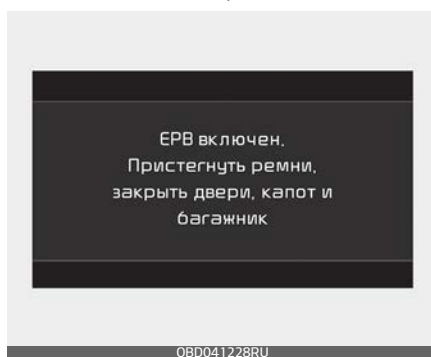 EPB включен,
Пристегнуть ремни,
закрыть двери, капот и
багажник
OBD041228RU